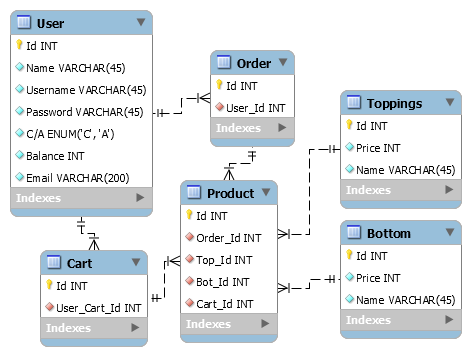 User
Id INT
Name VARCHAR(45)
Username VARCHAR(45)
Password VARCHAR(45)
C/A ENUM('C', 'A')
Balance INT
Email VARCHAR(200)
Indexes
Order
Id INT
User_Id INT
Indexes
Toppings
Id INT
Price INT
Name VARCHAR(45)
Indexes
Product
Id INT
Order_Id INT
Top_Id INT
Bot_Id INT
Cart_Id INT
Indexes
Bottom
Id INT
Price INT
Name VARCHAR(45)
Indexes
Cart
Id INT
User_Cart_Id INT
Indexes